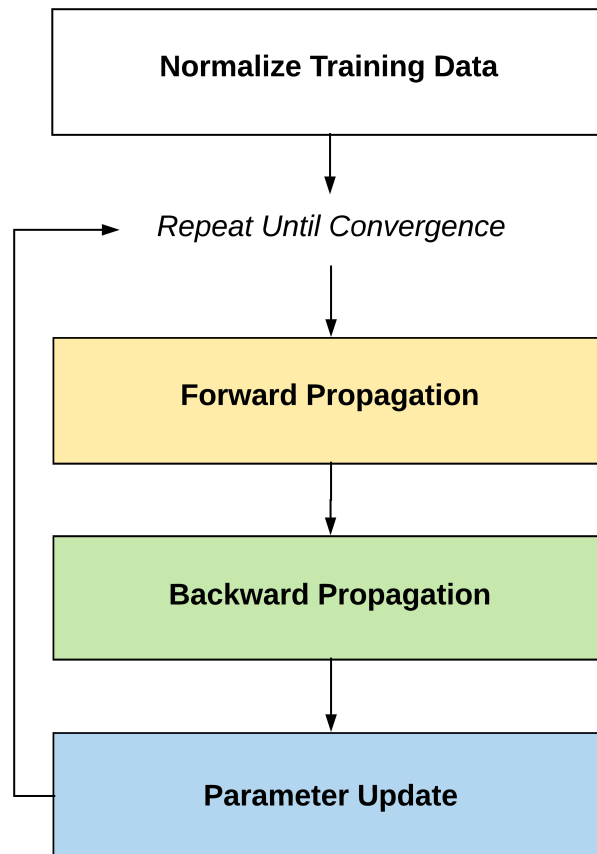 Normalize Training Data
Repeat Until Convergence
Forward Propagation
Backward Propagation
Parameter Update